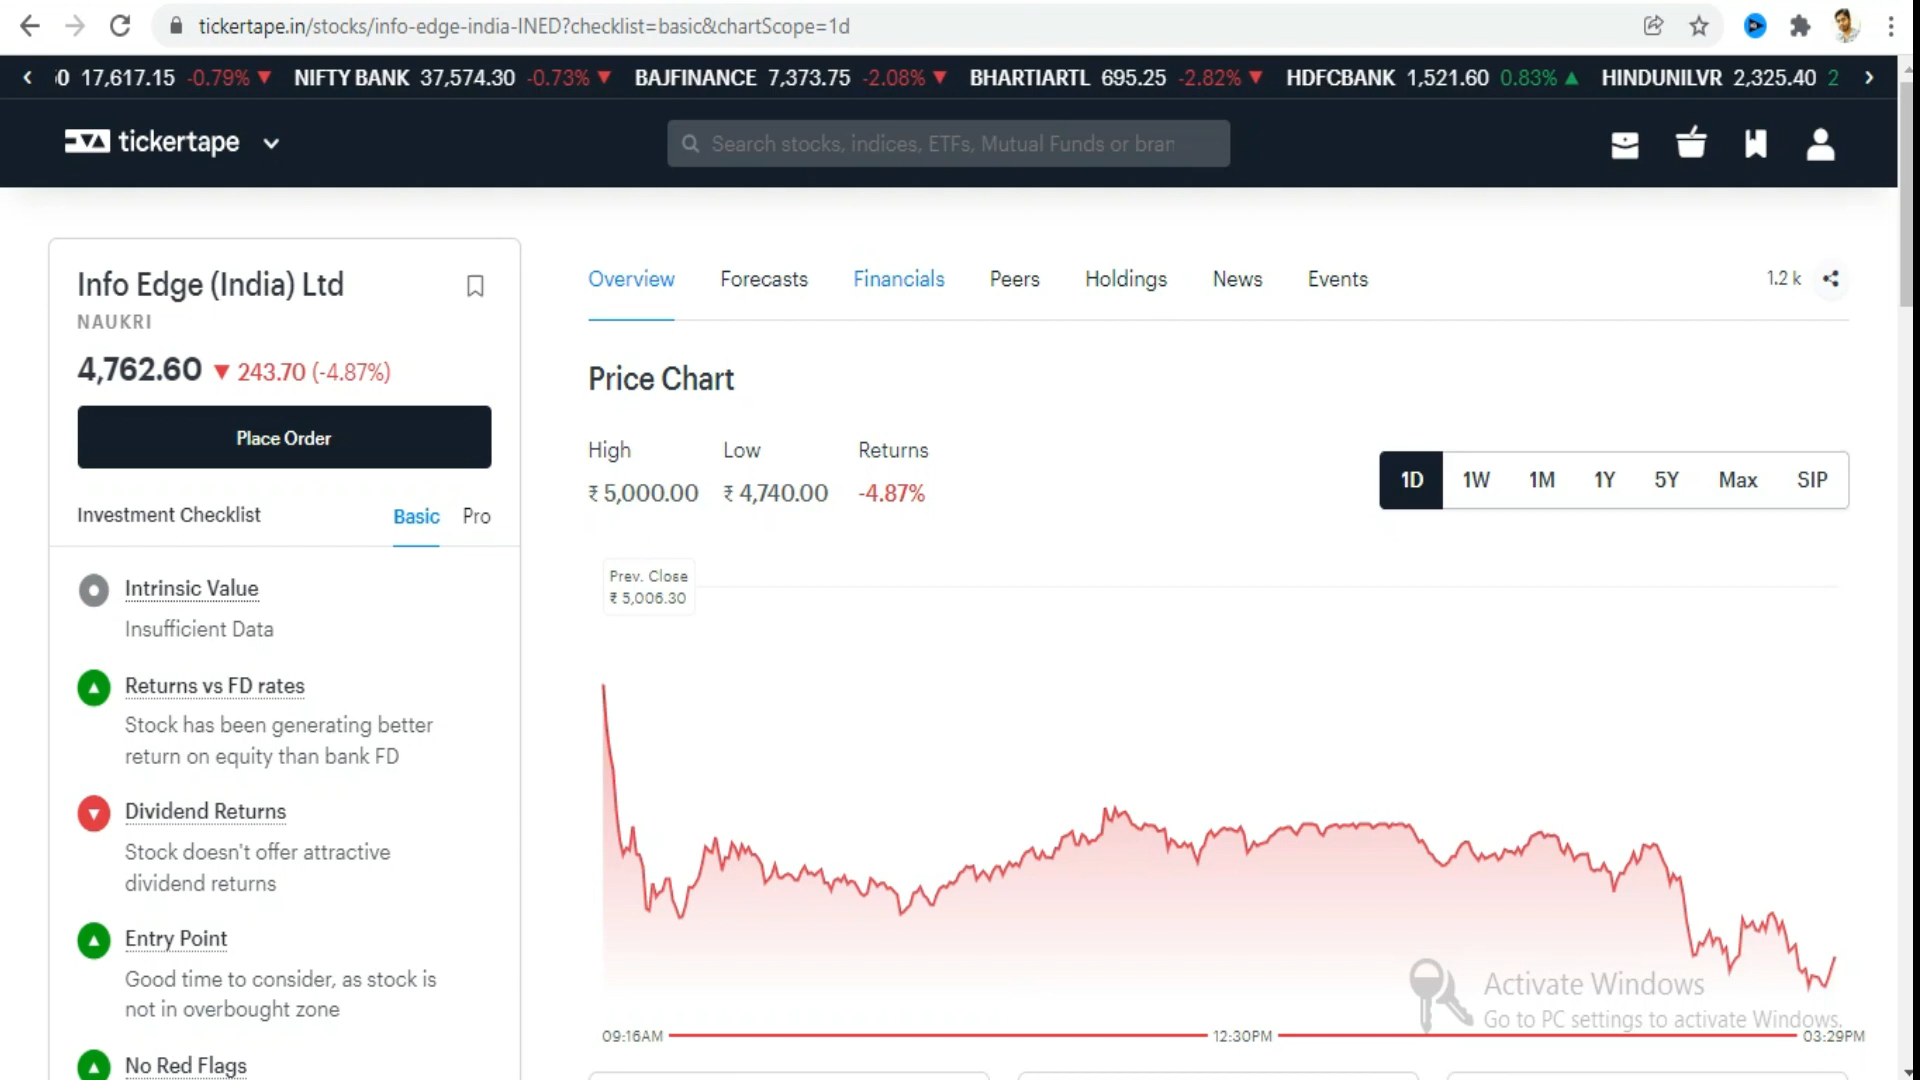 tickertape.in/stocks/info-edge-india-INED?checklist=basic&chartScope=1d
17,617.15 -0.79% NIFTY BANK 37,574.30 -0.73% BAJFINANCE 7,373.75 -2.08% BHARTIARTL 695.25 -2.82% HDFCBANK 1,521.60 0.83% HINDUNILVR 2,325.40 2
tickertape
Search stocks, indices, ETFs, Mutual Funds or bran
Info Edge (India) Ltd
NAUKRI
4,762.60 243.70 (-4.87%)
Place Order
Investment Checklist Basic Pro
Intrinsic Value
Insufficient Data
Returns vs FD rates
Stock has been generating better
return on equity than bank FD
Dividend Returns
Stock doesn't offer attractive
dividend returns
Entry Point
Good time to consider, as stock is
not in overbought zone
No Red Flags
Overview Forecasts Financials Peers Holdings News Events 1.2 k
Price Chart
High Low Returns
₹ 5,000.00 ₹ 4,740.00 -4.87%
1D 1W 1M 1Y 5Y Max SIP
Prev. Close
₹ 5,006.30
09:16AM 12:30PM 03:29PM
Activate Windows
Go to PC settings to activate Windows.